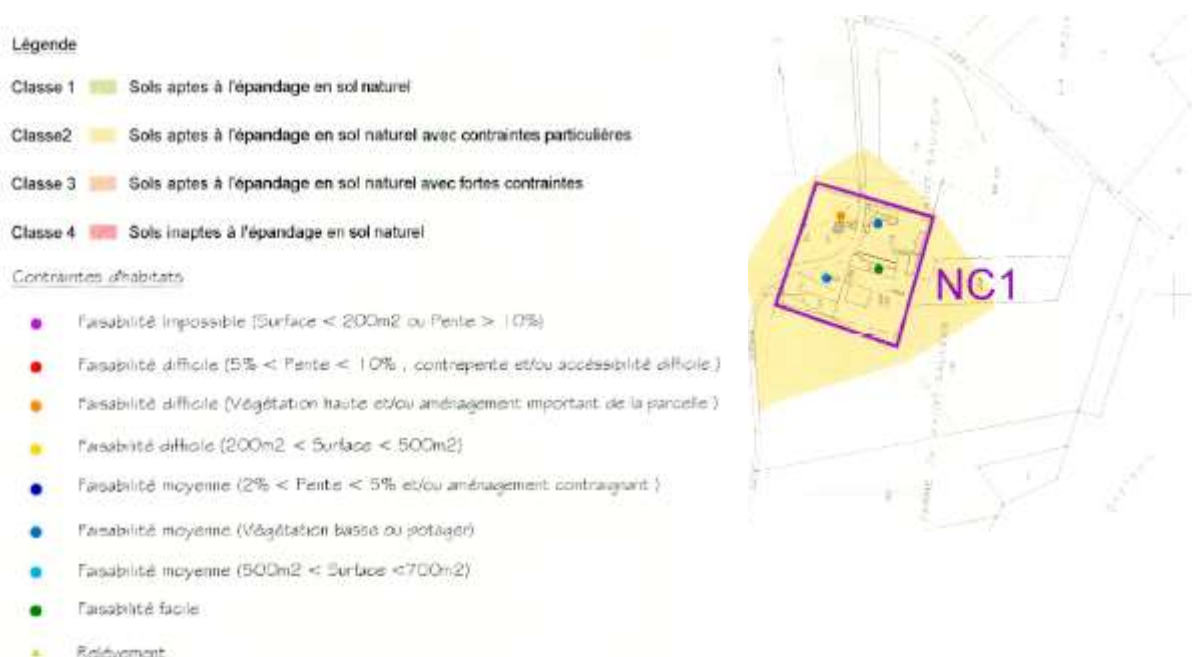 Légende
Classe 1 Sols aptes à l'épandage en sol naturel
Classe2 Sols aptes à l'épandage en sol naturel avec contraintes particulières
Classe 3 Sols aptes à l'épandage en sol naturel avec fortes contraintes
Classe 4 Sols inaptes à l'épandage en sol naturel
Contraintes d'habitats
Faisabilité impossible (Surface < 200m2 ou Pente > 10%)
Faisabilité difficile (5% < Pente < 10% , contrepente et/ou accéssibilité difficile )
Faisabilité difficile (Végétation haute et/ou aménagement important de la parcelle )
Faisabilité difficile (200m2 < Surface < 500m2)
Faisabilité moyenne (2% < Pente < 5% et/ou aménagement contraignant )
Faisabilité moyenne (Végétation basse ou potager)
Faisabilité moyenne (500m2 < Surface <700m2)
Faisabilité facile
Relèvement
NC1